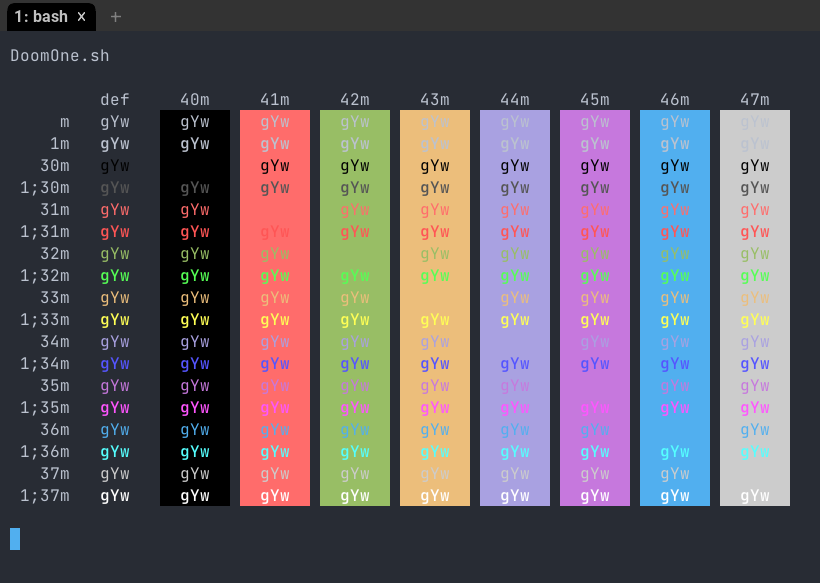 1: bash x +
DoomOne.sh
def 40m 41m 42m 43m 44m 45m 46m 47m
m gYw gYw gYw gYw gYw gYw gYw gYw gYw
1m gYw gYw gYw gYw gYw gYw gYw gYw gYw
30m gYw gYw gYw gYw gYw gYw gYw gYw
1;30m gYw gYw gYw gYw gYw gYw gYw gYw gYw
31m gYw gYw gYw gYw gYw gYw gYw gYw
1;31m gYw gYw gYw gYw gYw gYw gYw gYw gYw
32m gYw gYw gYw gYw gYw gYw gYw gYw
1;32m gYw gYw gYw gYw gYw gYw gYw gYw gYw
33m gYw gYw gYw gYw gYw gYw gYw gYw
1;33m gYw gYw gYw gYw gYw gYw gYw gYw gYw
34m gYw gYw gYw gYw gYw gYw gYw gYw
1;34m gYw gYw gYw gYw gYw gYw gYw gYw gYw
35m gYw gYw gYw gYw gYw gYw gYw gYw
1;35m gYw gYw gYw gYw gYw gYw gYw gYw gYw
36m gYw gYw gYw gYw gYw gYw gYw gYw
1;36m gYw gYw gYw gYw gYw gYw gYw gYw gYw
37m gYw gYw gYw gYw gYw gYw gYw gYw
1;37m gYw gYw gYw gYw gYw gYw gYw gYw gYw